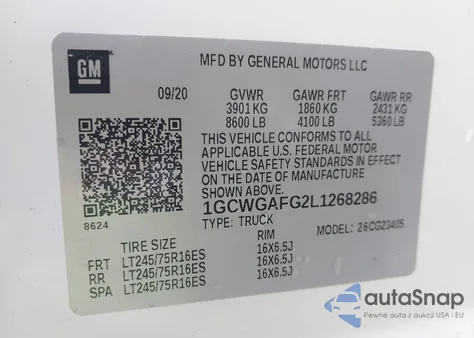 GM
MFD BY GENERAL MOTORS LLC
09/20 GVWR GAWR FRT GAWR RR
3901 KG 1860 KG 2431 KG
8600 LB 4100 LB 5360 LB
THIS VEHICLE CONFORMS TO ALL
APPLICABLE U.S. FEDERAL MOTOR
VEHICLE SAFETY STANDARDS IN EFFECT
ON THE DATE OF MANUFACTURE
SHOWN ABOVE.
1GCWGAFG2L1268286
8624 TYPE: TRUCK MODEL: 26CG23405
TIRE SIZE RIM
FRT LT245/75R16ES 16X6.5J
RR LT245/75R16ES 16X6.5J
SPA LT245/75R16ES 16X6.5J
autoSnap
Pewne auta z aukcji USA i EU